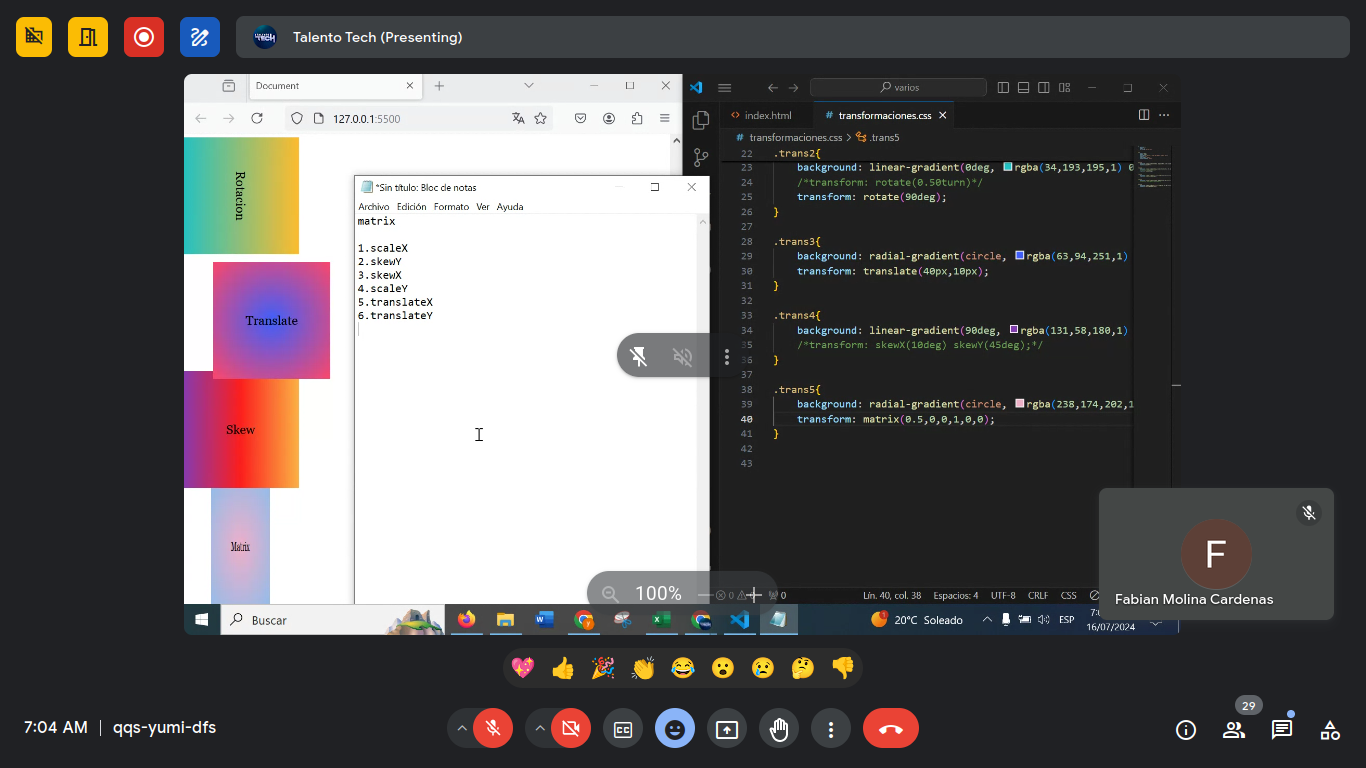 Talento Tech (Presenting)
Document
127.0.0.1:5500
Rotacion
Translate
Skew
Matrix
*Sin título: Bloc de notas
Archivo Edición Formato Ver Ayuda
matrix
1.scaleX
2.skewY
3.skewX
4.scaleY
5.translateX
6.translateY
100%
varios
index.html
# transformaciones.css
# transformaciones.css > .trans5
22 .trans2{
23 background: linear-gradient(0deg, rgba(34,193,195,1) 0
24 /*transform: rotate(0.50turn)*/
25 transform: rotate(90deg);
26 }
27
28 .trans3{
29 background: radial-gradient(circle, rgba(63,94,251,1)
30 transform: translate(40px,10px);
31 }
32
33 .trans4{
34 background: linear-gradient(90deg, rgba(131,58,180,1)
35 /*transform: skewX(10deg) skewY(45deg);*/
36 }
37
38 .trans5{
39 background: radial-gradient(circle, rgba(238,174,202,1
40 transform: matrix(0.5,0,0,1,0,0);
41 }
42
43
0 0
Lín. 40, col. 38 Espacios: 4 UTF-8 CRLF CSS
Buscar
20°C Soleado
ESP
16/07/2024
F
Fabian Molina Cardenas
7:04 AM | qqs-yumi-dfs
29